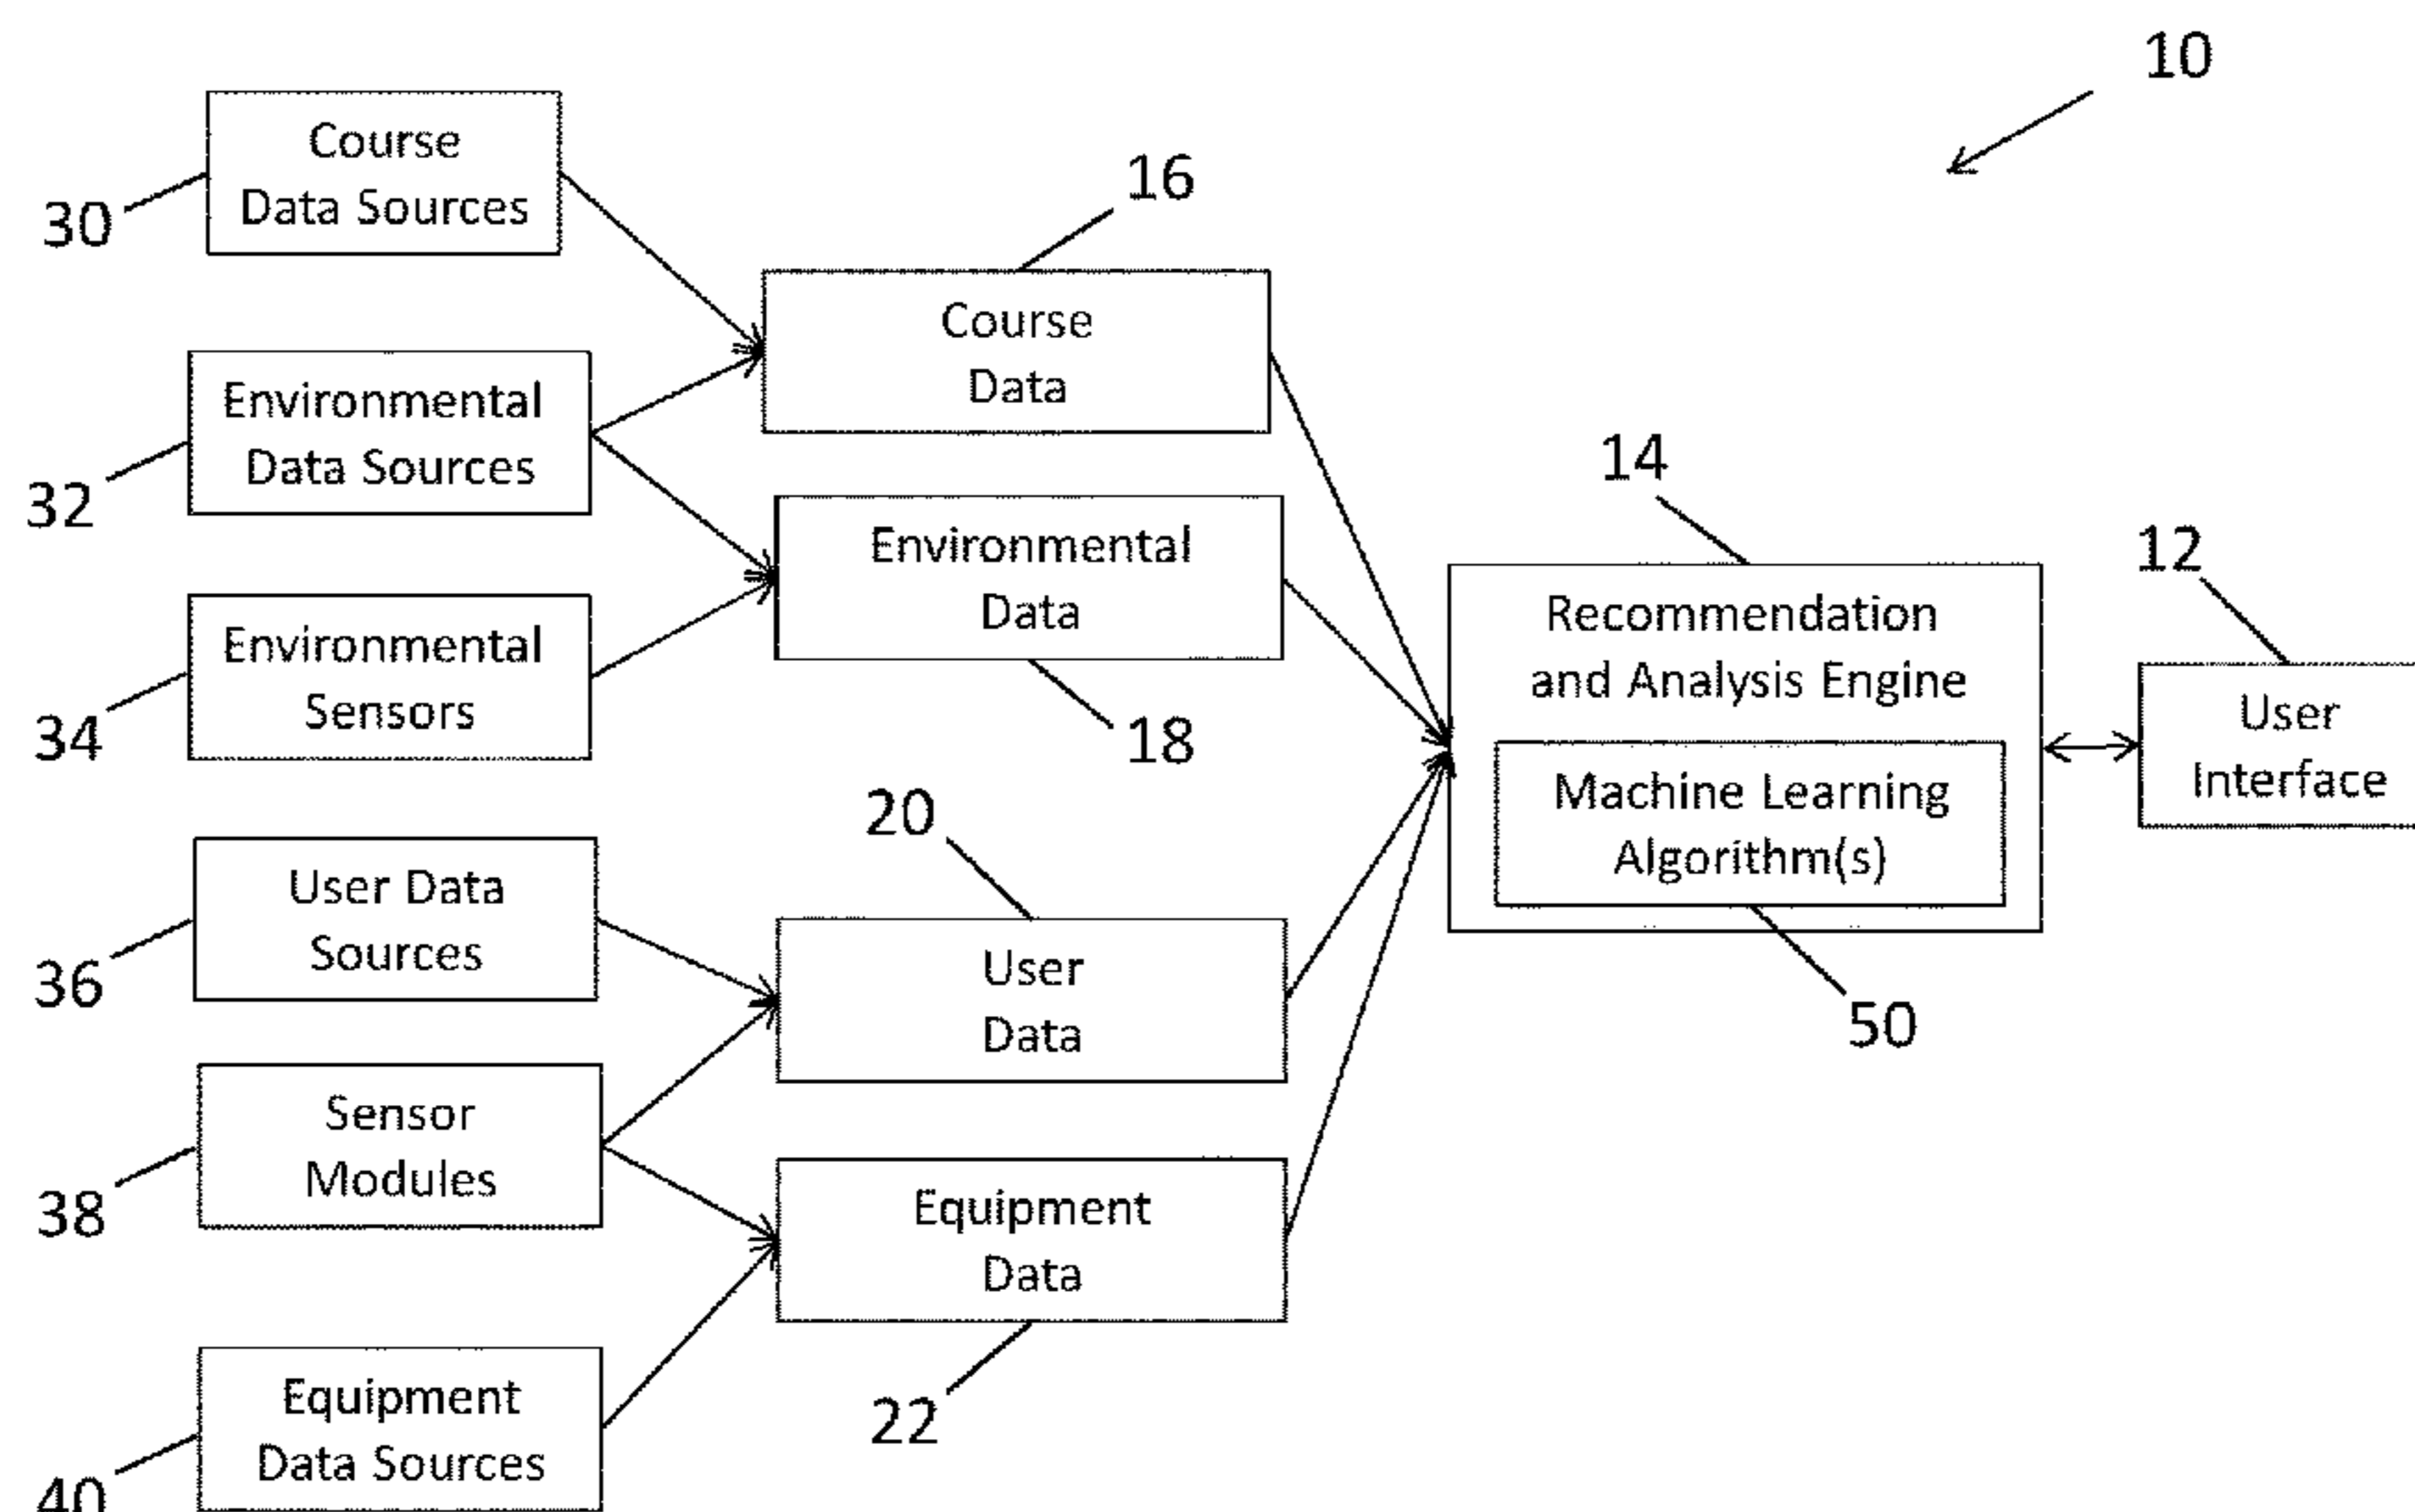 10
Course
Data Sources
30
16
Course
Data
Environmental
Data Sources
32
14
Environmental
Data
18
12
Recommendation
and Analysis Engine
Machine Learning
Algorithm(s)
50
User
Interface
Environmental
Sensors
34
20
User Data
Sources
36
User
Data
Sensor
Modules
38
Equipment
Data
22
Equipment
Data Sources
40